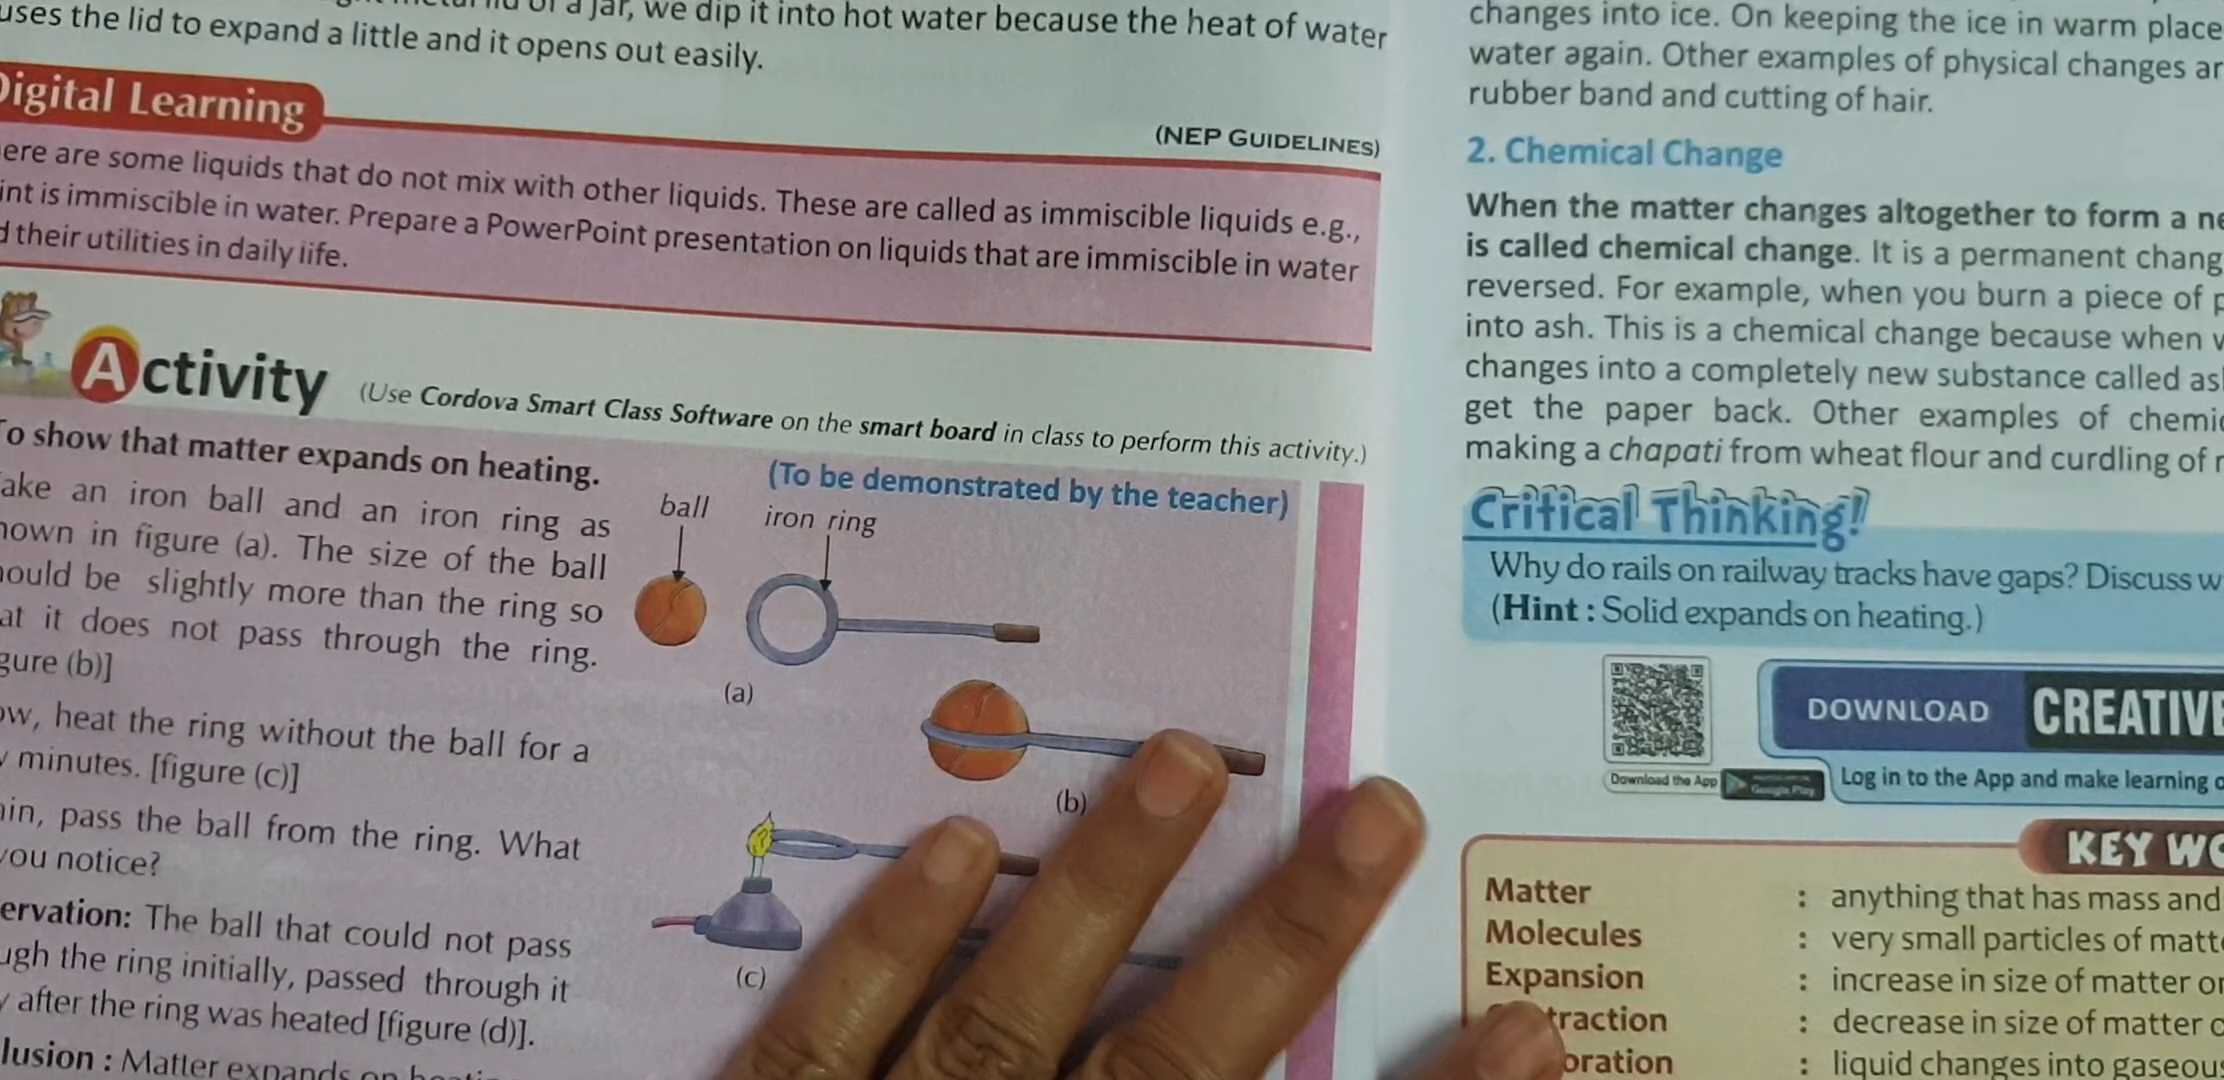 of a jar, we dip it into hot water because the heat of water
uses the lid to expand a little and it opens out easily.
Digital Learning
(NEP GUIDELINES)
ere are some liquids that do not mix with other liquids. These are called as immiscible liquids e.g.,
int is immiscible in water. Prepare a PowerPoint presentation on liquids that are immiscible in water
d their utilities in daily life.
Activity (Use Cordova Smart Class Software on the smart board in class to perform this activity.)
To show that matter expands on heating.
(To be demonstrated by the teacher)
ake an iron ball and an iron ring as
hown in figure (a). The size of the ball
hould be slightly more than the ring so
at it does not pass through the ring.
gure (b)]
ow, heat the ring without the ball for a
y minutes. [figure (c)]
ain, pass the ball from the ring. What
you notice?
ervation: The ball that could not pass
ugh the ring initially, passed through it
y after the ring was heated [figure (d)].
lusion : Matter expands on
ball
iron ring
(a)
(b)
(c)
changes into ice. On keeping the ice in warm place
water again. Other examples of physical changes ar
rubber band and cutting of hair.
2. Chemical Change
When the matter changes altogether to form a ne
is called chemical change. It is a permanent chang
reversed. For example, when you burn a piece of p
into ash. This is a chemical change because when w
changes into a completely new substance called as
get the paper back. Other examples of chemic
making a chapati from wheat flour and curdling of
Critical Thinking!
Why do rails on railway tracks have gaps? Discuss w
(Hint : Solid expands on heating.)
DOWNLOAD CREATIVE
Download the App
Google Play
Log in to the App and make learning
KEY WO
Matter : anything that has mass and
Molecules : very small particles of matt
Expansion : increase in size of matter
traction : decrease in size of matter
oration : liquid changes into gaseou